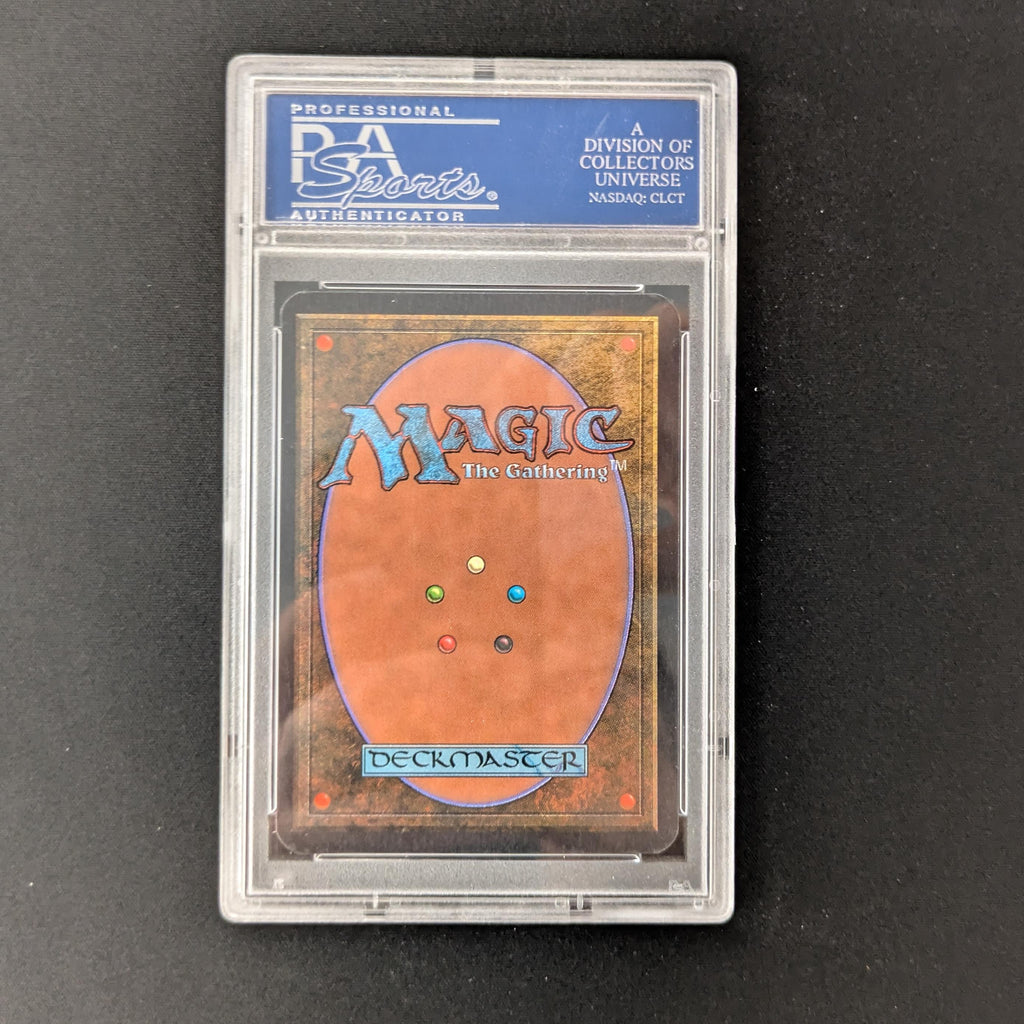 PROFESSIONAL
PSA
Sports®
AUTHENTICATOR
A
DIVISION OF
COLLECTORS
UNIVERSE
NASDAQ: CLCT
MAGIC
The Gathering™
DECKMASTER